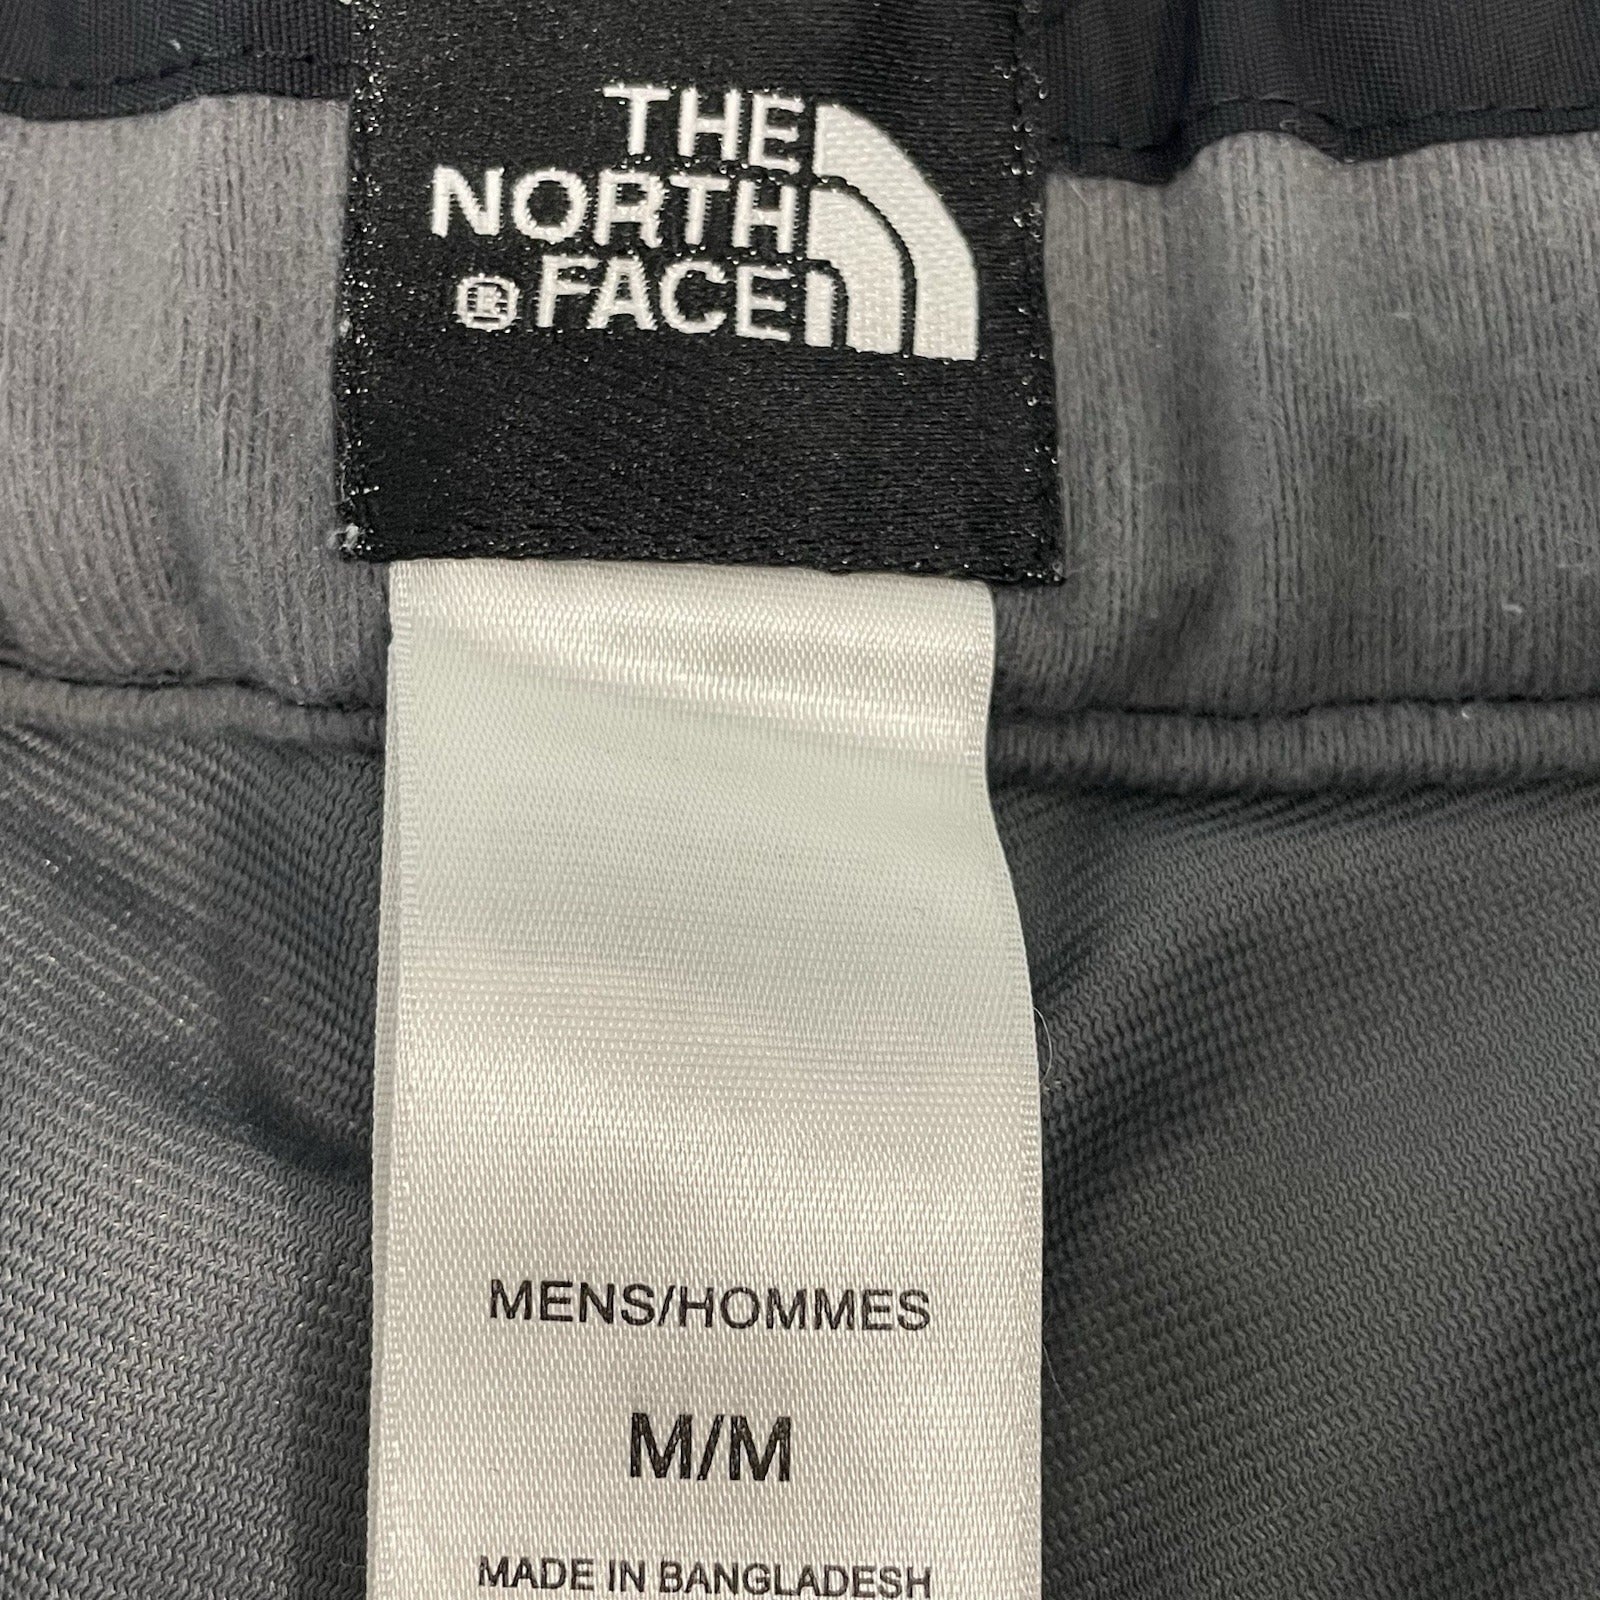 THE
NORTH
® FACE
MENS/HOMMES
M/M
MADE IN BANGLADESH